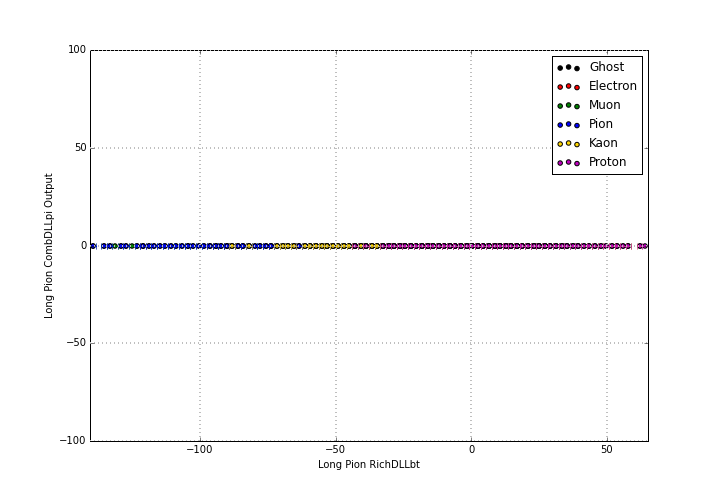 100
50
0
−50
−100
Long Pion CombDLLpi Output
Ghost
Electron
Muon
Pion
Kaon
Proton
−100
−50
0
50
Long Pion RichDLLbt